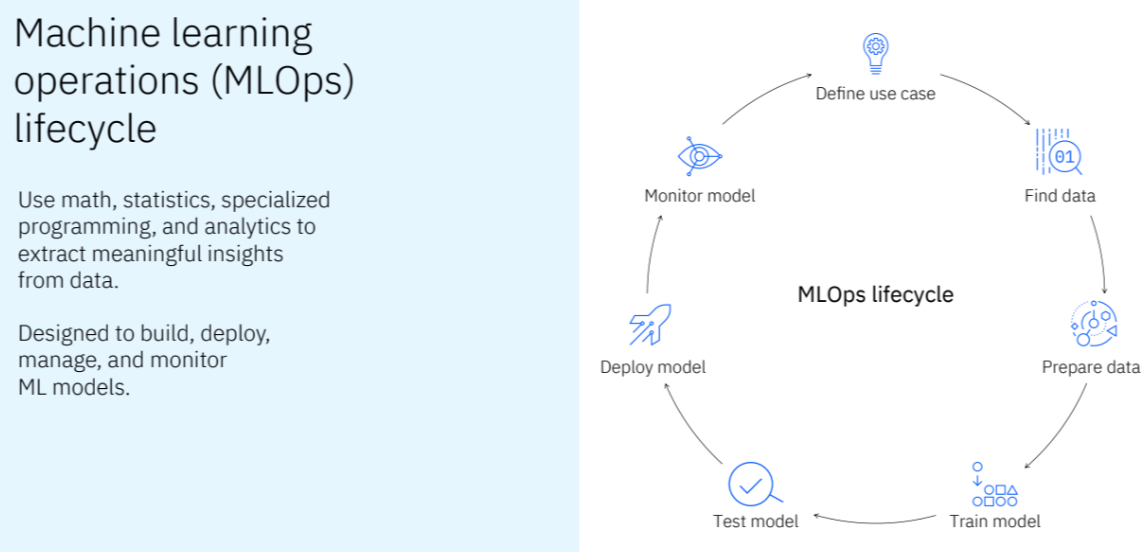 Machine learning
operations (MLOps)
lifecycle
Use math, statistics, specialized
programming, and analytics to
extract meaningful insights
from data.
Designed to build, deploy,
manage, and monitor
ML models.
Define use case
Find data
01
Prepare data
Train model
Test model
Deploy model
Monitor model
MLOps lifecycle